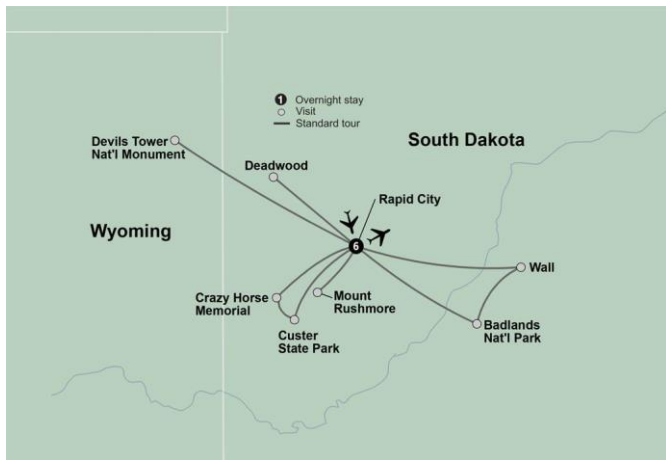 1 Overnight stay
Visit
Standard tour
South Dakota
Devils Tower
Nat'l Monument
Deadwood
Rapid City
Wyoming
6
Wall
Crazy Horse
Memorial
Mount
Rushmore
Custer
State Park
Badlands
Nat'l Park